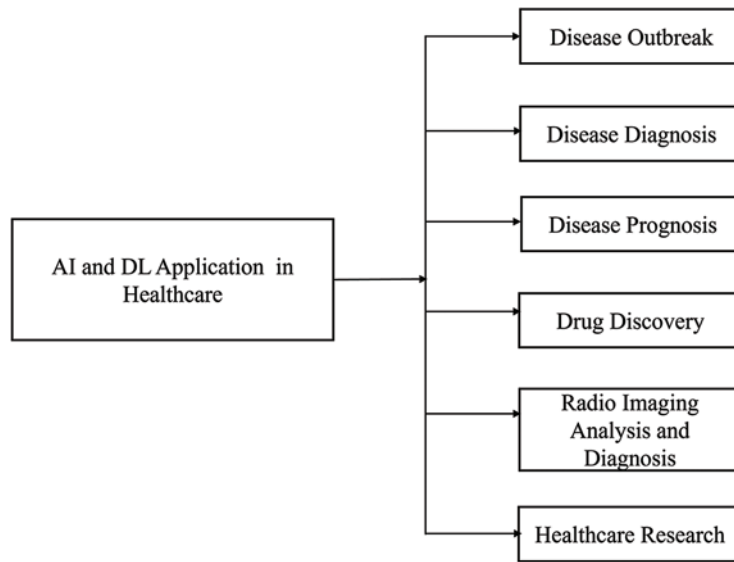 Disease Outbreak
Disease Diagnosis
Disease Prognosis
AI and DL Application in
Healthcare
Drug Discovery
Radio Imaging
Analysis and
Diagnosis
Healthcare Research